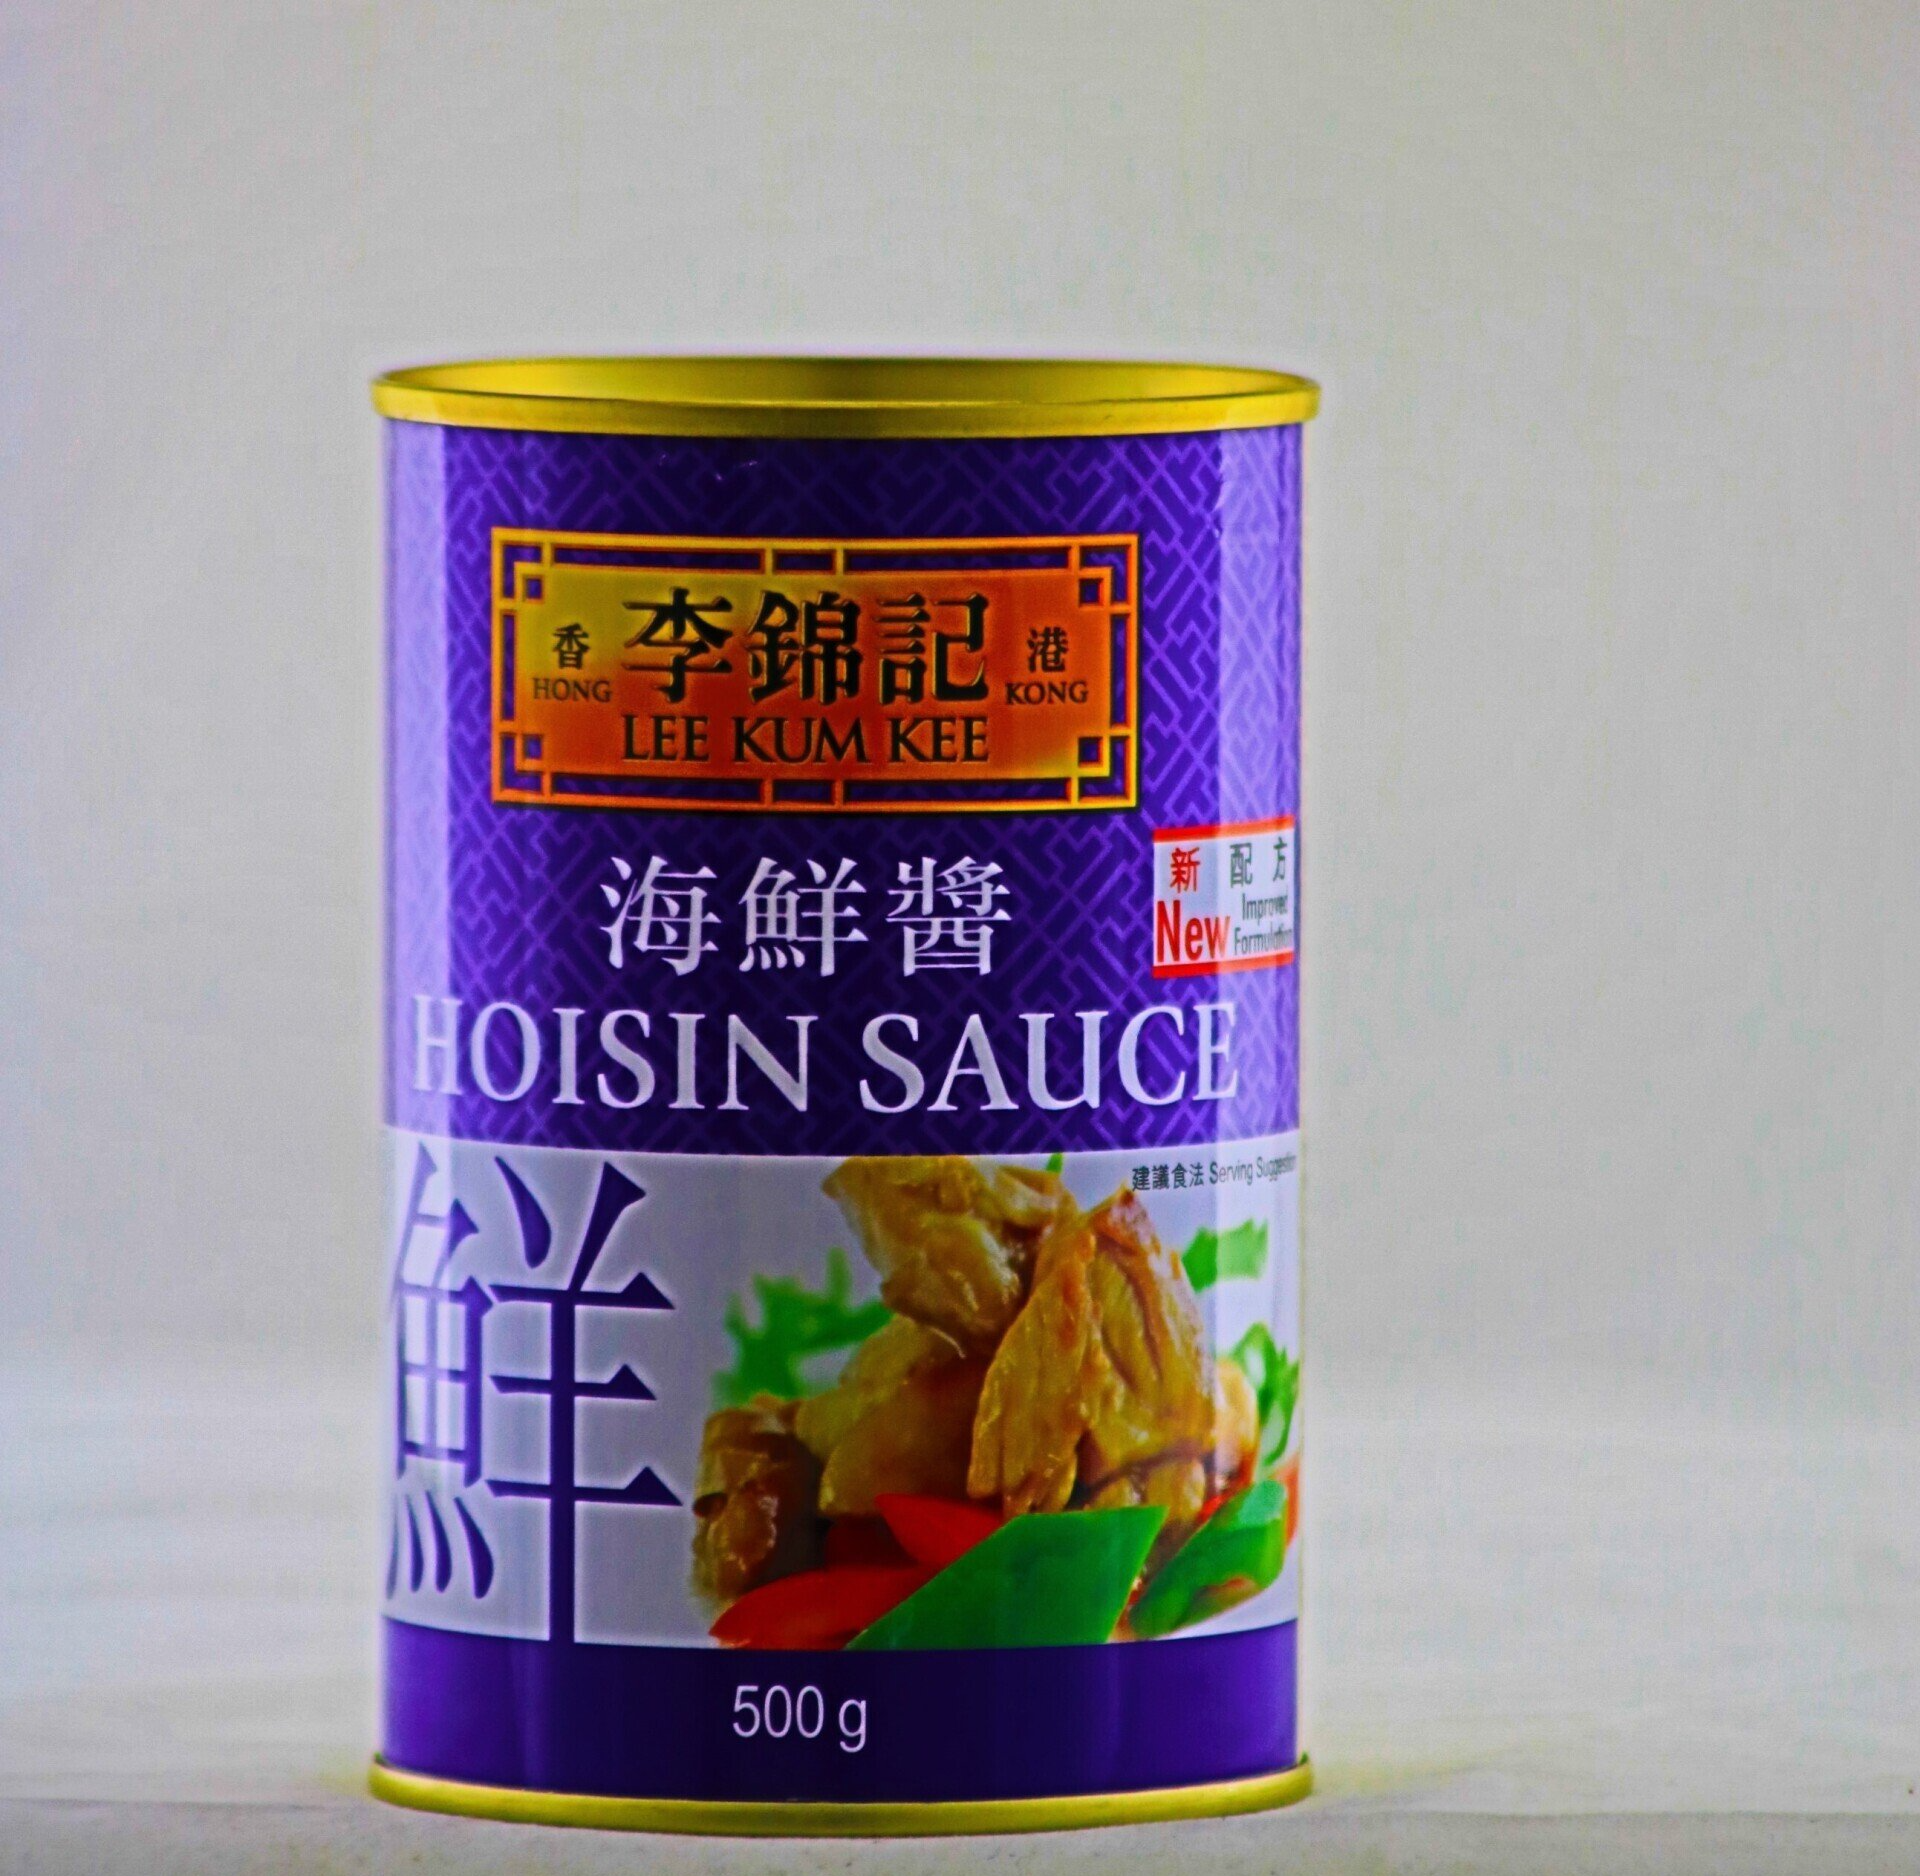 香 李錦記 港
HONG KONG
LEE KUM KEE
海鮮醬
新配方
New Improved
Formulation
HOISIN SAUCE
建議食法 Serving Suggestion
鮮
500 g